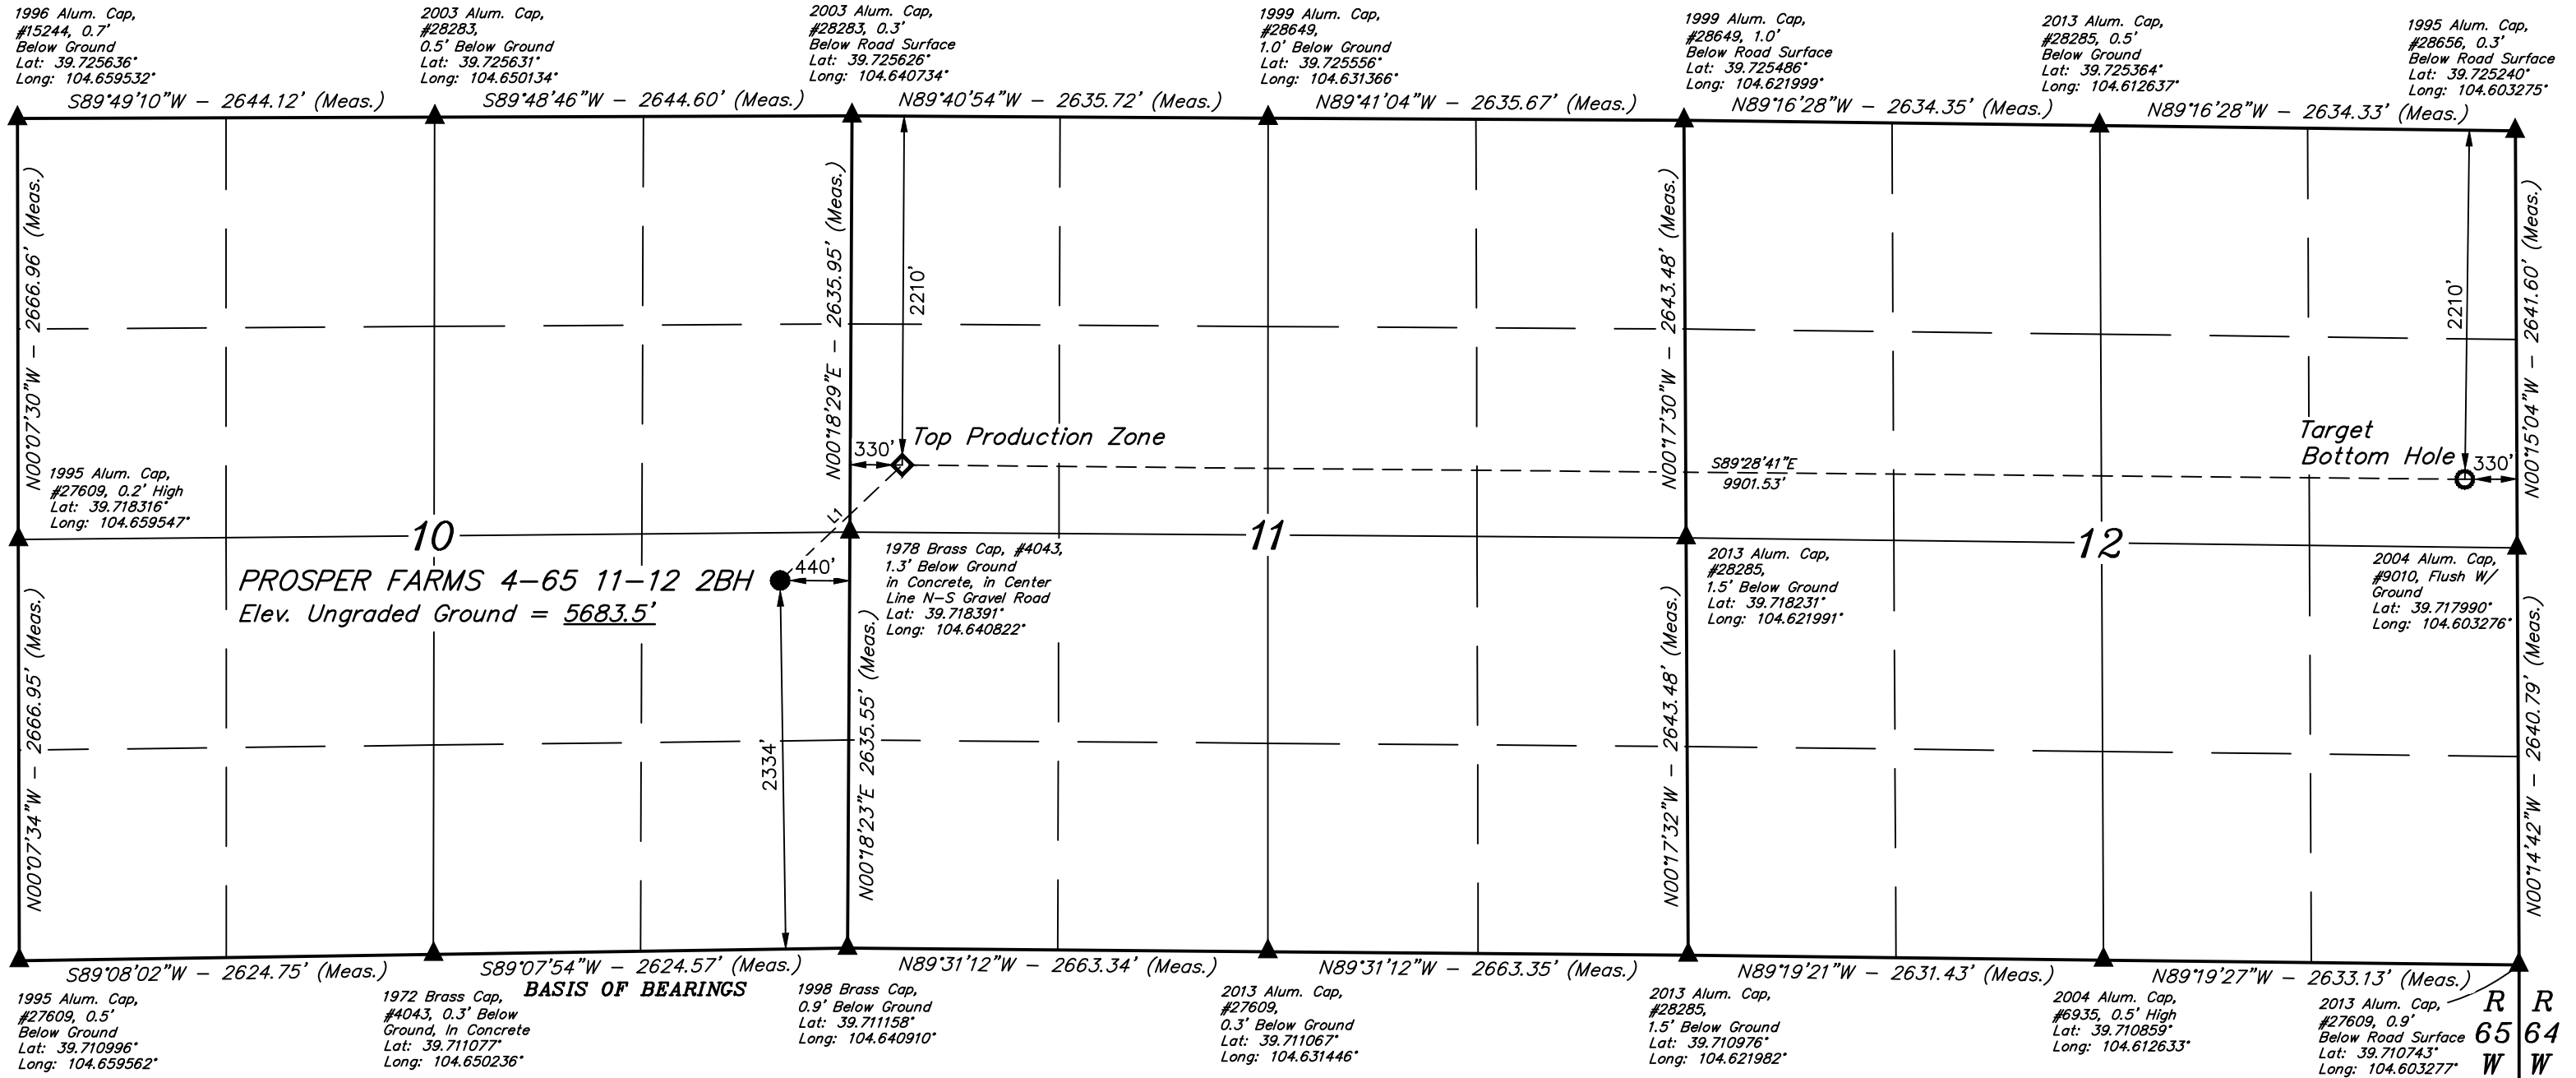 1996 Alum. Cap,
#15244, 0.7'
Below Ground
Lat: 39.725636°
Long: 104.659532°
2003 Alum. Cap,
#28283,
0.5' Below Ground
Lat: 39.725631°
Long: 104.650134°
2003 Alum. Cap,
#28283, 0.3'
Below Road Surface
Lat: 39.725626°
Long: 104.640734°
1999 Alum. Cap,
#28649,
1.0' Below Ground
Lat: 39.725556°
Long: 104.631366°
1999 Alum. Cap,
#28649, 1.0'
Below Road Surface
Lat: 39.725486°
Long: 104.621999°
2013 Alum. Cap,
#28285, 0.5'
Below Ground
Lat: 39.725364°
Long: 104.612637°
1995 Alum. Cap,
#28656, 0.3'
Below Road Surface
Lat: 39.725240°
Long: 104.603275°
S89°49'10"W - 2644.12' (Meas.)
S89°48'46"W - 2644.60' (Meas.)
N89°40'54"W - 2635.72' (Meas.)
N89°41'04"W - 2635.67' (Meas.)
N89°16'28"W - 2634.35' (Meas.)
N89°16'28"W - 2634.33' (Meas.)
N00°07'30"W - 2666.96' (Meas.)
N00°18'29"E - 2635.95' (Meas.)
2210'
N00°17'30"W - 2643.48' (Meas.)
2210'
N00°15'04"W - 2641.60' (Meas.)
Top Production Zone
330'
Target
Bottom Hole
330'
S89°28'41"E
9901.53'
1995 Alum. Cap,
#27609, 0.2' High
Lat: 39.718316°
Long: 104.659547°
L1
10
11
12
PROSPER FARMS 4-65 11-12 2BH
Elev. Ungraded Ground = 5683.5'
440'
1978 Brass Cap, #4043,
1.3' Below Ground
in Concrete, in Center
Line N-S Gravel Road
Lat: 39.718391°
Long: 104.640822°
2013 Alum. Cap,
#28285,
1.5' Below Ground
Lat: 39.718231°
Long: 104.621991°
2004 Alum. Cap,
#9010, Flush W/
Ground
Lat: 39.717990°
Long: 104.603276°
N00°07'34"W - 2666.95' (Meas.)
2334'
N00°18'23"E 2635.55' (Meas.)
N00°17'32"W - 2643.48' (Meas.)
N00°14'42"W - 2640.79' (Meas.)
S89°08'02"W - 2624.75' (Meas.)
S89°07'54"W - 2624.57' (Meas.)
BASIS OF BEARINGS
N89°31'12"W - 2663.34' (Meas.)
N89°31'12"W - 2663.35' (Meas.)
N89°19'21"W - 2631.43' (Meas.)
N89°19'27"W - 2633.13' (Meas.)
1995 Alum. Cap,
#27609, 0.5'
Below Ground
Lat: 39.710996°
Long: 104.659562°
1972 Brass Cap,
#4043, 0.3' Below
Ground, In Concrete
Lat: 39.711077°
Long: 104.650236°
1998 Brass Cap,
0.9' Below Ground
Lat: 39.711158°
Long: 104.640910°
2013 Alum. Cap,
#27609,
0.3' Below Ground
Lat: 39.711067°
Long: 104.631446°
2013 Alum. Cap,
#28285,
1.5' Below Ground
Lat: 39.710976°
Long: 104.621982°
2004 Alum. Cap,
#6935, 0.5' High
Lat: 39.710859°
Long: 104.612633°
2013 Alum. Cap,
#27609, 0.9'
Below Road Surface
Lat: 39.710743°
Long: 104.603277°
R R
65 64
W W